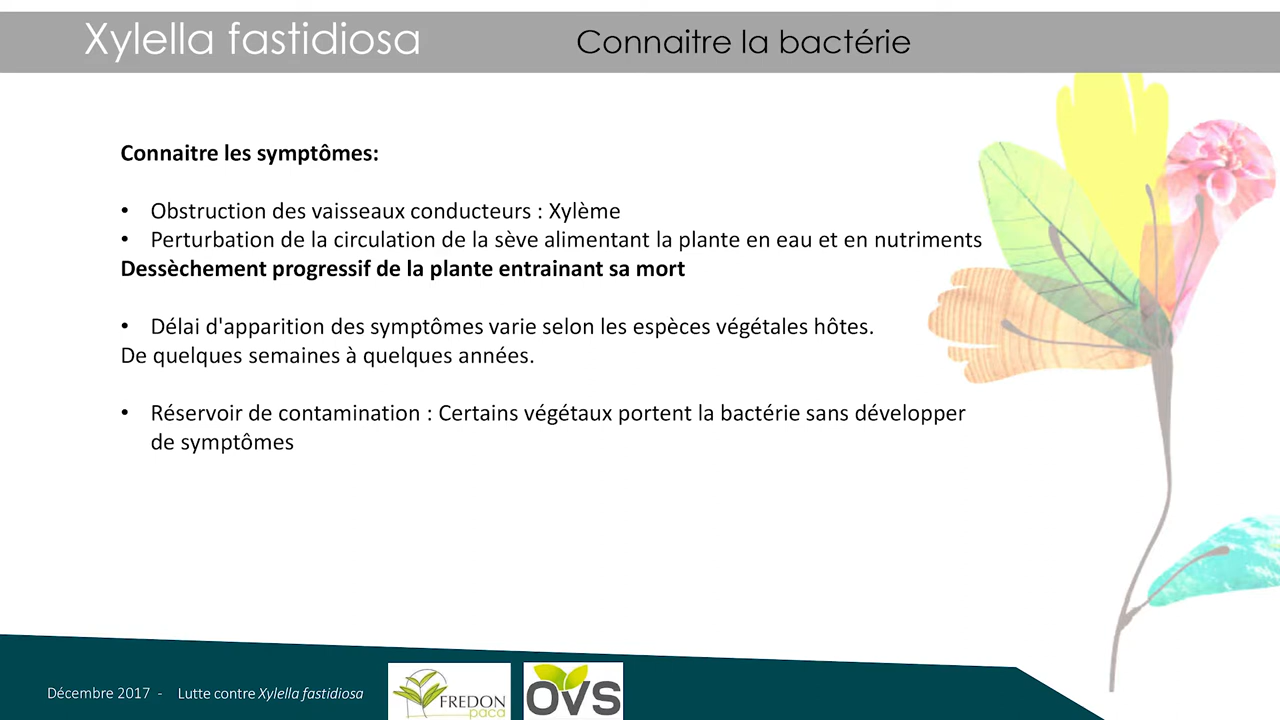 Xylella fastidiosa
Connaitre la bactérie
Connaitre les symptômes:
• Obstruction des vaisseaux conducteurs : Xylème
• Perturbation de la circulation de la sève alimentant la plante en eau et en nutriments
Dessèchement progressif de la plante entrainant sa mort
• Délai d'apparition des symptômes varie selon les espèces végétales hôtes.
De quelques semaines à quelques années.
• Réservoir de contamination : Certains végétaux portent la bactérie sans développer
de symptômes
Décembre 2017 - Lutte contre Xylella fastidiosa
FREDON
paca
OVS